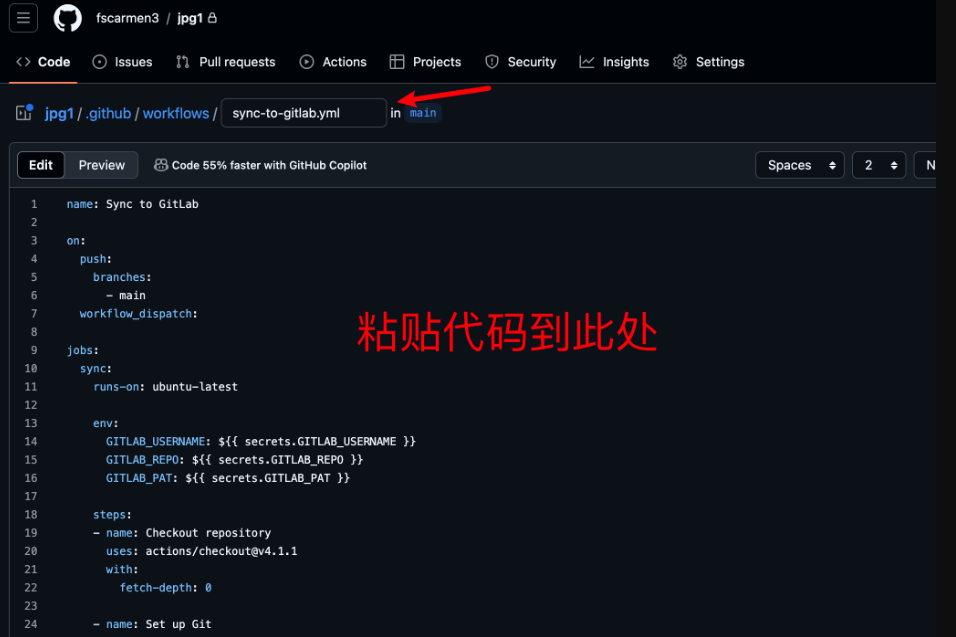 fscarmen3 / jpg1
Code Issues Pull requests Actions Projects Security Insights Settings
jpg1 / .github / workflows / sync-to-gitlab.yml in main
Edit Preview Code 55% faster with GitHub Copilot Spaces 2 N
1 name: Sync to GitLab
2
3 on:
4 push:
5 branches:
6 - main
7 workflow_dispatch:
粘贴代码到此处
8
9 jobs:
10 sync:
11 runs-on: ubuntu-latest
12
13 env:
14 GITLAB_USERNAME: ${{ secrets.GITLAB_USERNAME }}
15 GITLAB_REPO: ${{ secrets.GITLAB_REPO }}
16 GITLAB_PAT: ${{ secrets.GITLAB_PAT }}
17
18 steps:
19 - name: Checkout repository
20 uses: actions/checkout@v4.1.1
21 with:
22 fetch-depth: 0
23
24 - name: Set up Git